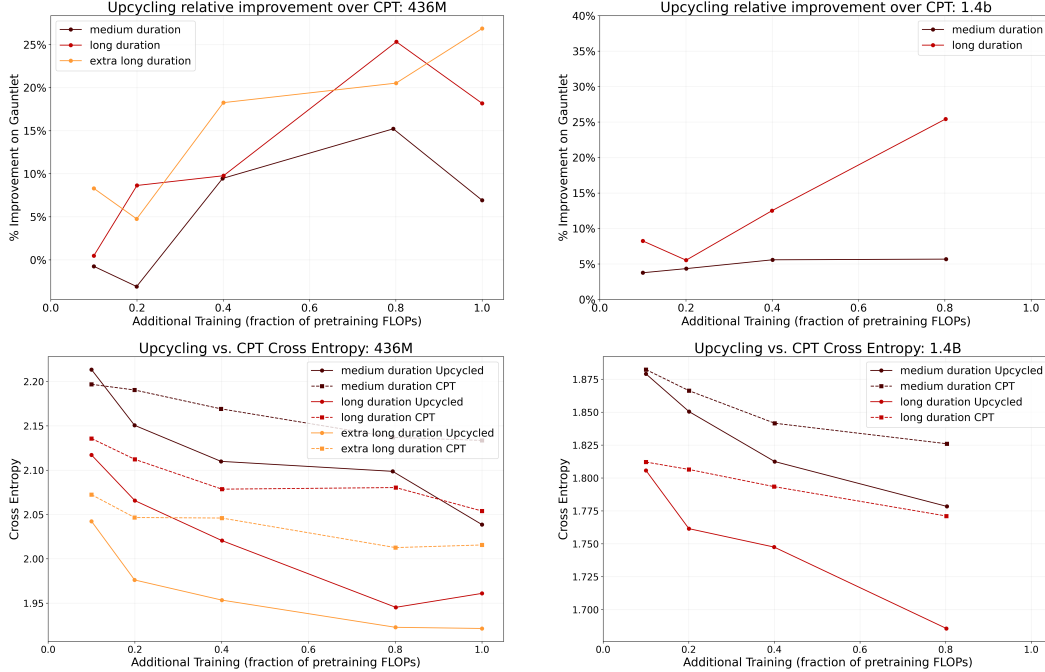 Upcycling relative improvement over CPT: 436M
medium duration
long duration
extra long duration
25%
20%
15%
10%
5%
0%
% Improvement on Gauntlet
0.0 0.2 0.4 0.6 0.8 1.0
Additional Training (fraction of pretraining FLOPs)
Upcycling relative improvement over CPT: 1.4b
medium duration
long duration
40%
35%
30%
25%
20%
15%
10%
5%
0%
% Improvement on Gauntlet
0.0 0.2 0.4 0.6 0.8 1.0
Additional Training (fraction of pretraining FLOPs)
Upcycling vs. CPT Cross Entropy: 436M
medium duration Upcycled
medium duration CPT
long duration Upcycled
long duration CPT
extra long duration Upcycled
extra long duration CPT
2.20
2.15
2.10
2.05
2.00
1.95
Cross Entropy
0.0 0.2 0.4 0.6 0.8 1.0
Additional Training (fraction of pretraining FLOPs)
Upcycling vs. CPT Cross Entropy: 1.4B
medium duration Upcycled
medium duration CPT
long duration Upcycled
long duration CPT
1.875
1.850
1.825
1.800
1.775
1.750
1.725
1.700
Cross Entropy
0.0 0.2 0.4 0.6 0.8 1.0
Additional Training (fraction of pretraining FLOPs)